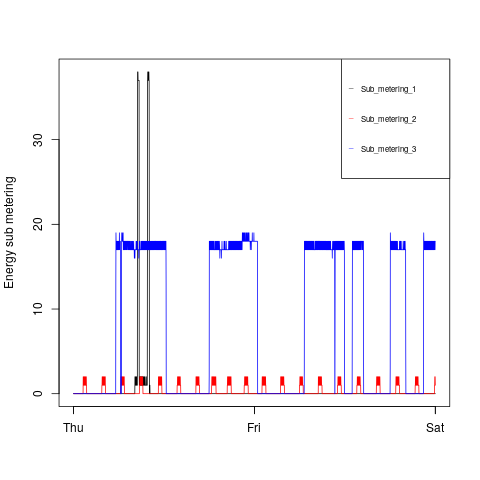 Sub_metering_1
Sub_metering_2
Sub_metering_3
Energy sub metering
30
20
10
0
Thu Fri Sat